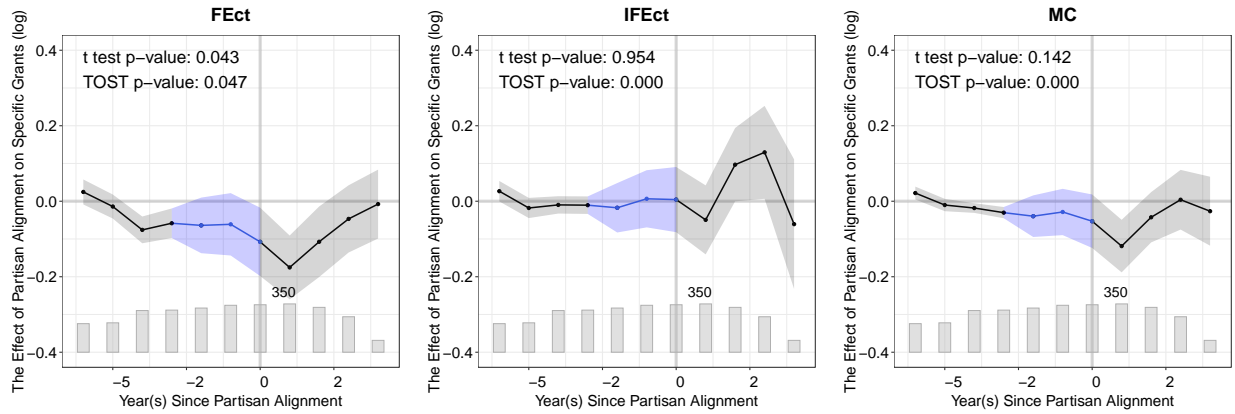 FEct
The Effect of Partisan Alignment on Specific Grants (log)
t test p−value: 0.043
TOST p−value: 0.047
0.4
0.2
0.0
−0.2
−0.4
350
−5 −2 0 2
Year(s) Since Partisan Alignment
IFEct
The Effect of Partisan Alignment on Specific Grants (log)
t test p−value: 0.954
TOST p−value: 0.000
0.4
0.2
0.0
−0.2
−0.4
350
−5 −2 0 2
Year(s) Since Partisan Alignment
MC
The Effect of Partisan Alignment on Specific Grants (log)
t test p−value: 0.142
TOST p−value: 0.000
0.4
0.2
0.0
−0.2
−0.4
350
−5 −2 0 2
Year(s) Since Partisan Alignment